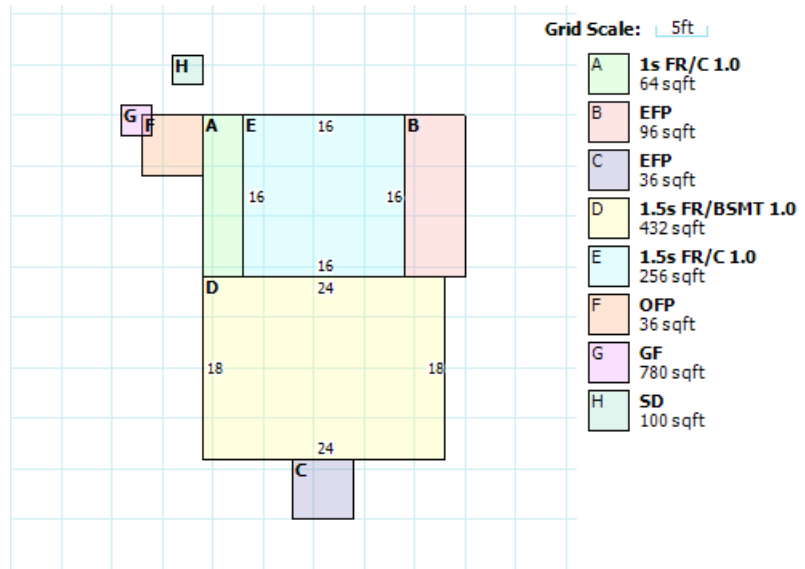 Grid Scale: 5ft
H
G
F
A
E
16
B
16
16
16
D
24
18
18
24
C
A
1s FR/C 1.0
64 sqft
B
EFP
96 sqft
C
EFP
36 sqft
D
1.5s FR/BSMT 1.0
432 sqft
E
1.5s FR/C 1.0
256 sqft
F
OFP
36 sqft
G
GF
780 sqft
H
SD
100 sqft